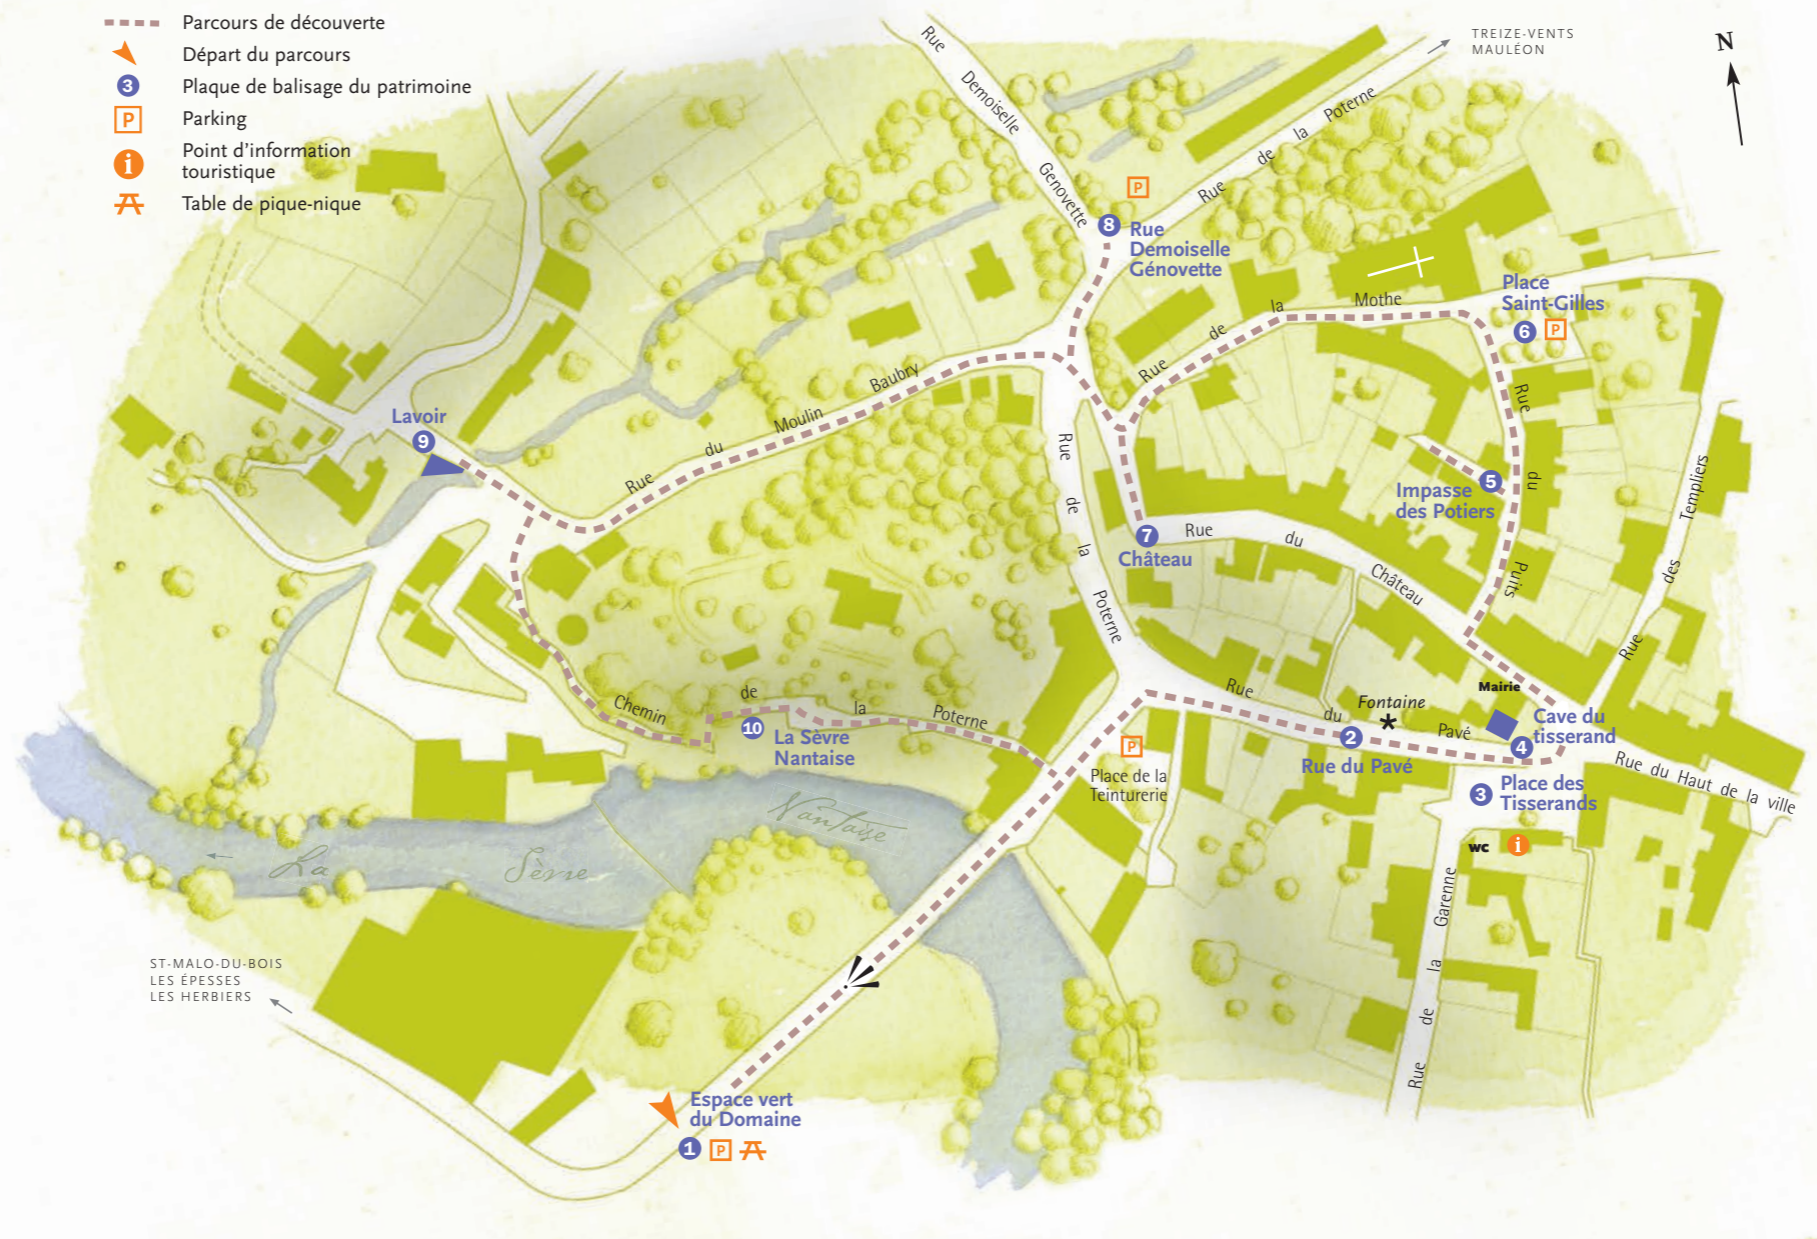 Parcours de découverte
Départ du parcours
3 Plaque de balisage du patrimoine
P Parking
i Point d'information
touristique
Table de pique-nique
TREIZE-VENTS
MAULÉON
N
Rue Demoiselle Génovette
P
Rue de la Poterne
8 Rue
Demoiselle
Génovette
Rue de la Mothe
Place
Saint-Gilles
6 P
Rue du Moulin Baubry
Lavoir
9
Rue du Puits
5
Impasse
des Potiers
Rue des Templiers
Rue de la Poterne
7
Château
Rue du Château
Chemin de la Poterne
10 La Sèvre
Nantaise
Mairie
Fontaine
*
Rue du Pavé
2
Rue du Pavé
4 Cave du
tisserand
P
Place de la
Teinturerie
3 Place des
Tisserands
Rue du Haut de la ville
WC i
Rue de la Garenne
La Sèvre Nantaise
ST-MALO-DU-BOIS
LES ÉPESSES
LES HERBIERS
Espace vert
du Domaine
1 P